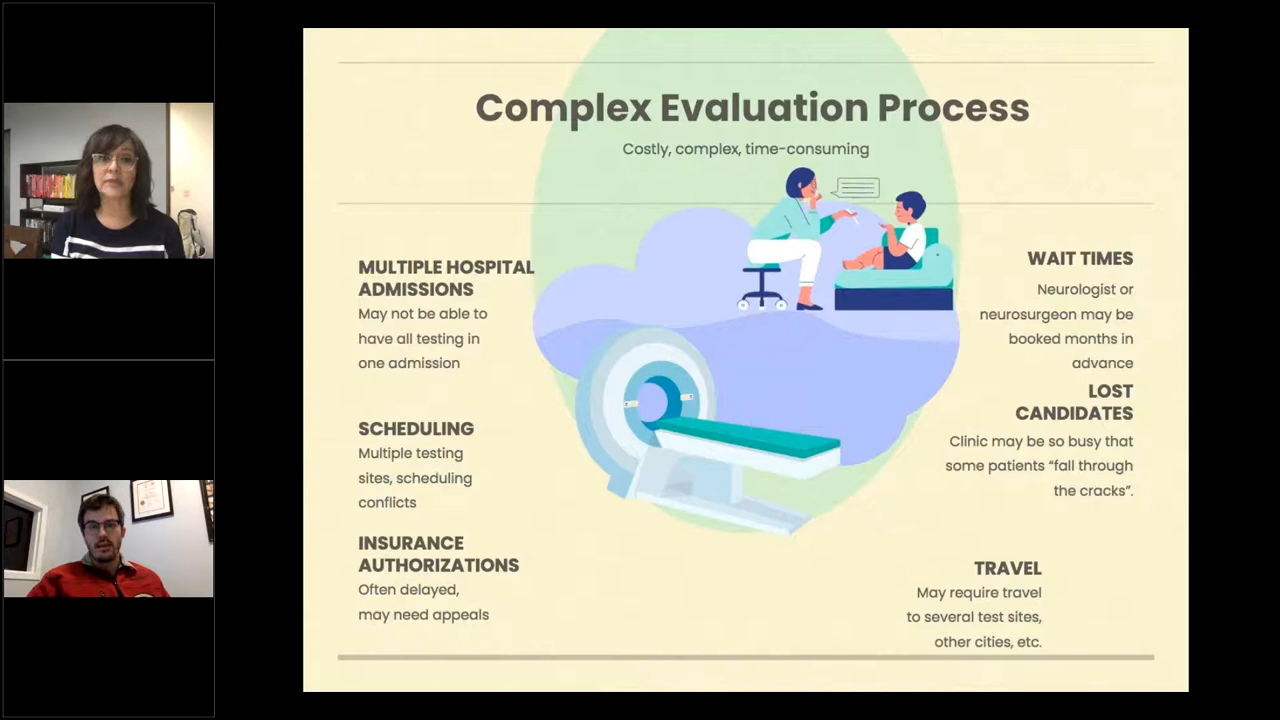 Complex Evaluation Process
Costly, complex, time-consuming
MULTIPLE HOSPITAL
ADMISSIONS
May not be able to
have all testing in
one admission
SCHEDULING
Multiple testing
sites, scheduling
conflicts
INSURANCE
AUTHORIZATIONS
Often delayed,
may need appeals
WAIT TIMES
Neurologist or
neurosurgeon may be
booked months in
advance
LOST
CANDIDATES
Clinic may be so busy that
some patients “fall through
the cracks”.
TRAVEL
May require travel
to several test sites,
other cities, etc.